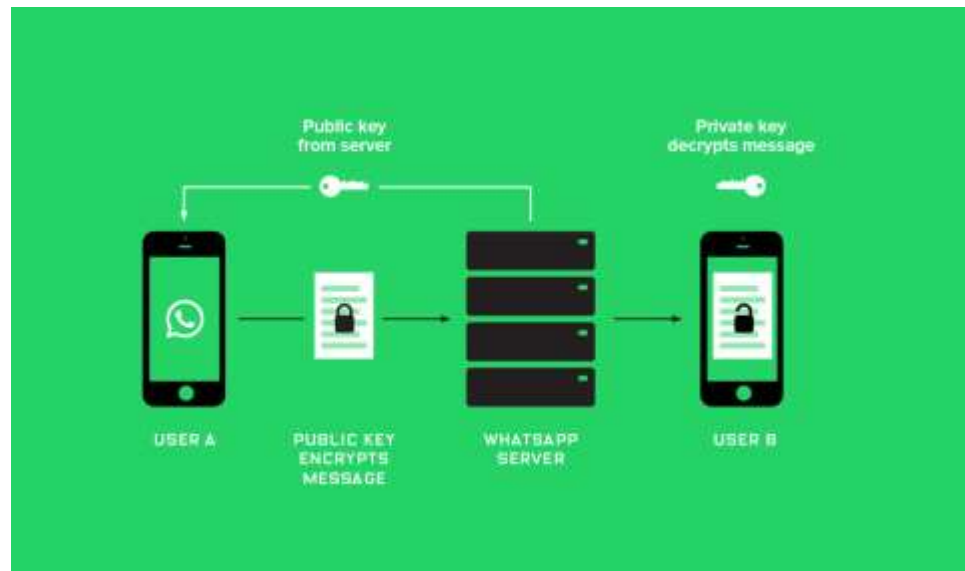 Public key
from server
Private key
decrypts message
USER A
PUBLIC KEY
ENCRYPTS
MESSAGE
WHATSAPP
SERVER
USER B